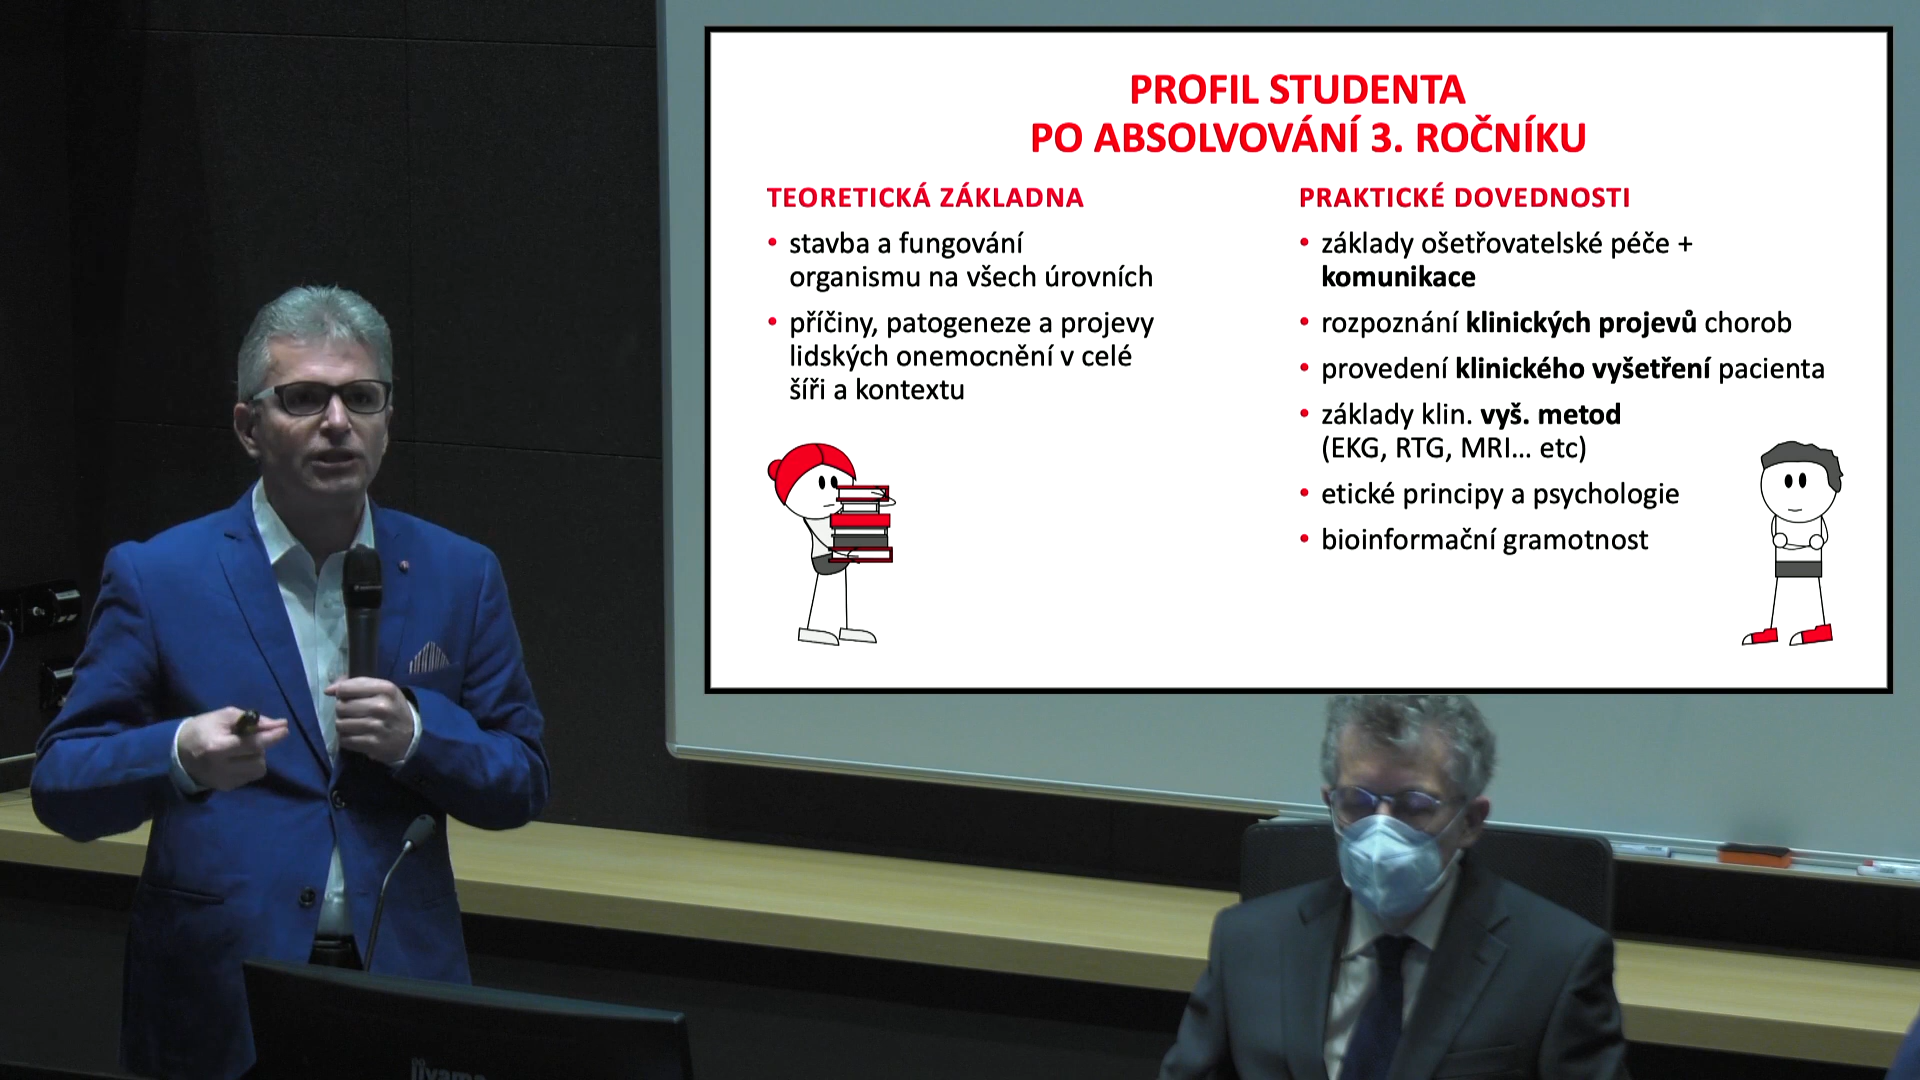 PROFIL STUDENTA
PO ABSOLVOVÁNÍ 3. ROČNÍKU
TEORETICKÁ ZÁKLADNA
• stavba a fungování
organismu na všech úrovních
• příčiny, patogeneze a projevy
lidských onemocnění v celé
šíři a kontextu
PRAKTICKÉ DOVEDNOSTI
• základy ošetřovatelské péče +
komunikace
• rozpoznání klinických projevů chorob
• provedení klinického vyšetření pacienta
• základy klin. vyš. metod
(EKG, RTG, MRI... etc)
• etické principy a psychologie
• bioinformační gramotnost